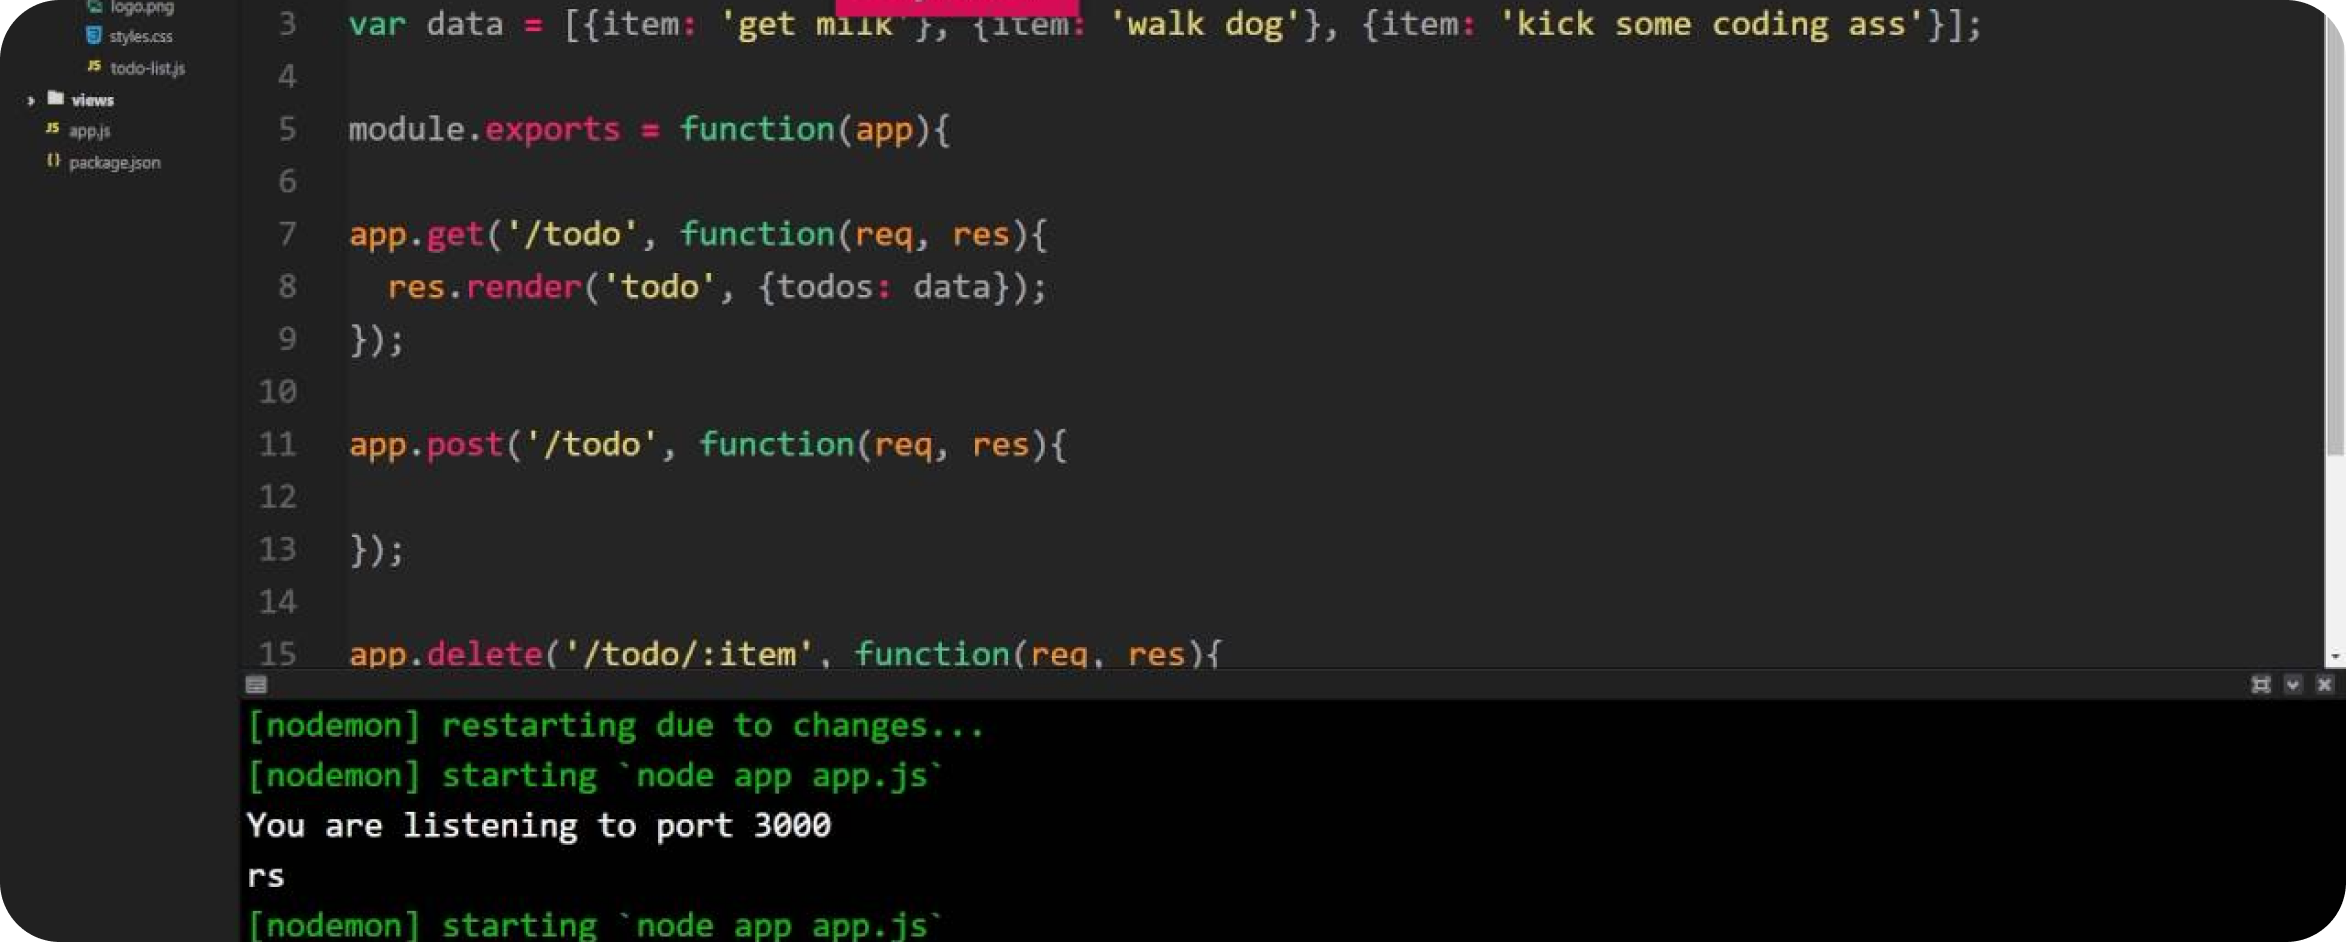 logo.png
styles.css
todo-list.js
views
app.js
package.json
3 var data = [{item: 'get milk'}, {item: 'walk dog'}, {item: 'kick some coding ass'}];
4
5 module.exports = function(app){
6
7 app.get('/todo', function(req, res){
8 res.render('todo', {todos: data});
9 });
10
11 app.post('/todo', function(req, res){
12
13 });
14
15 app.delete('/todo/:item', function(req, res){
[nodemon] restarting due to changes...
[nodemon] starting `node app app.js`
You are listening to port 3000
rs
[nodemon] starting `node app app.js`